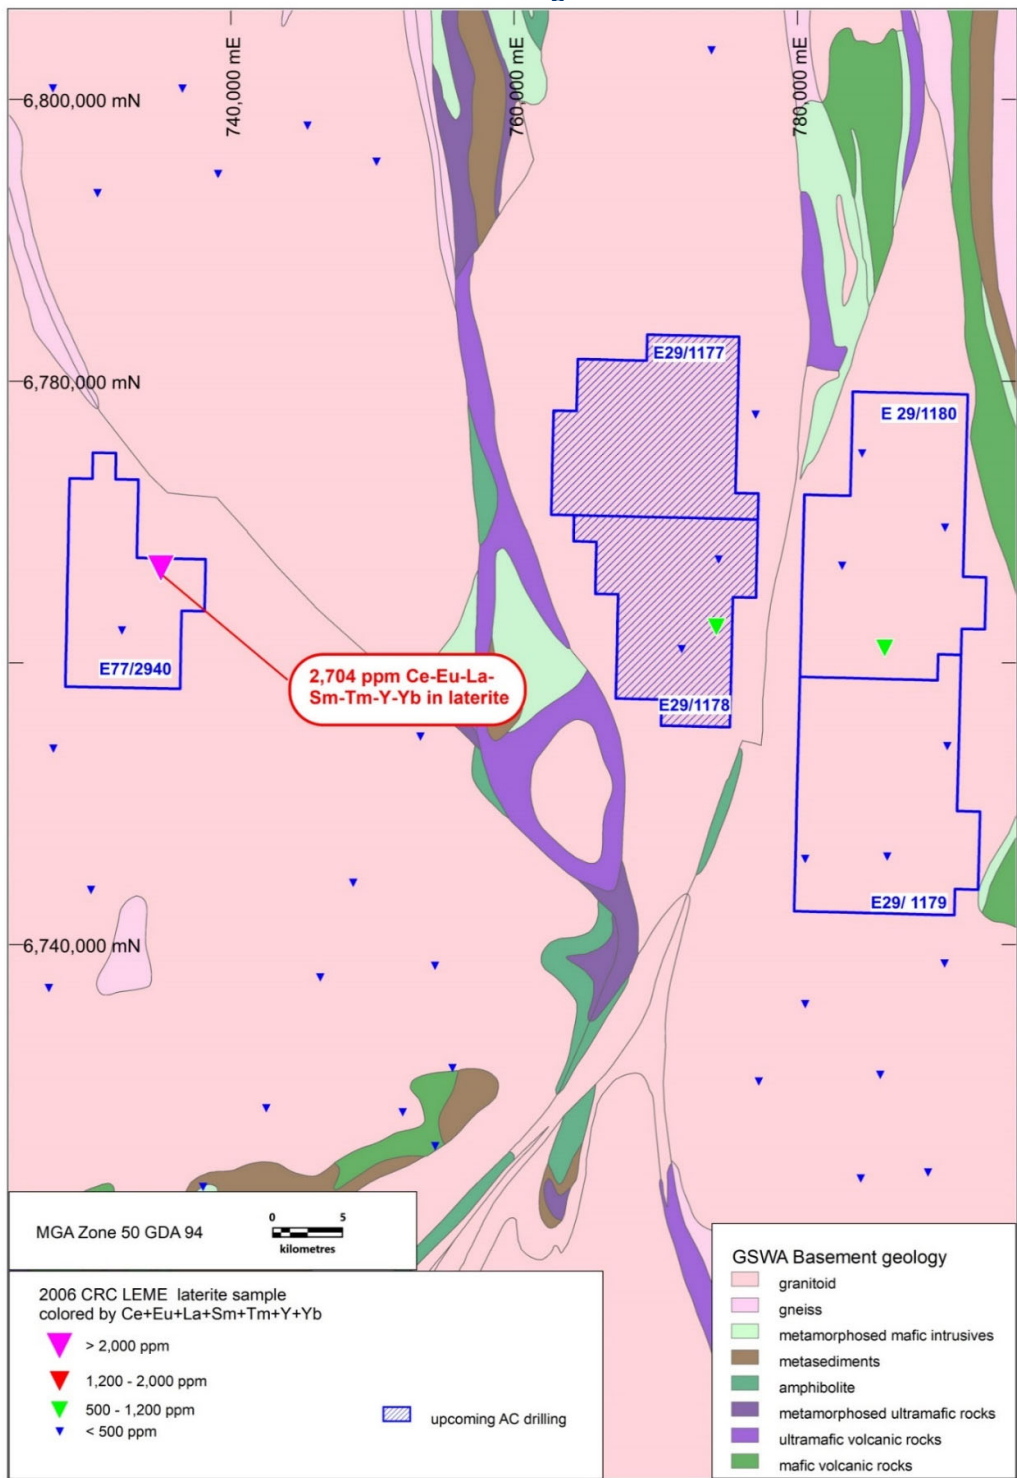 740,000 mE
760,000 mE
780,000 mE
6,800,000 mN
6,780,000 mN
E29/1177
E 29/1180
E77/2940
2,704 ppm Ce-Eu-La-
Sm-Tm-Y-Yb in laterite
E29/1178
E29/ 1179
6,740,000 mN
MGA Zone 50 GDA 94
0 5
kilometres
2006 CRC LEME laterite sample
colored by Ce+Eu+La+Sm+Tm+Y+Yb
> 2,000 ppm
1,200 - 2,000 ppm
500 - 1,200 ppm
< 500 ppm
upcoming AC drilling
GSWA Basement geology
granitoid
gneiss
metamorphosed mafic intrusives
metasediments
amphibolite
metamorphosed ultramafic rocks
ultramafic volcanic rocks
mafic volcanic rocks